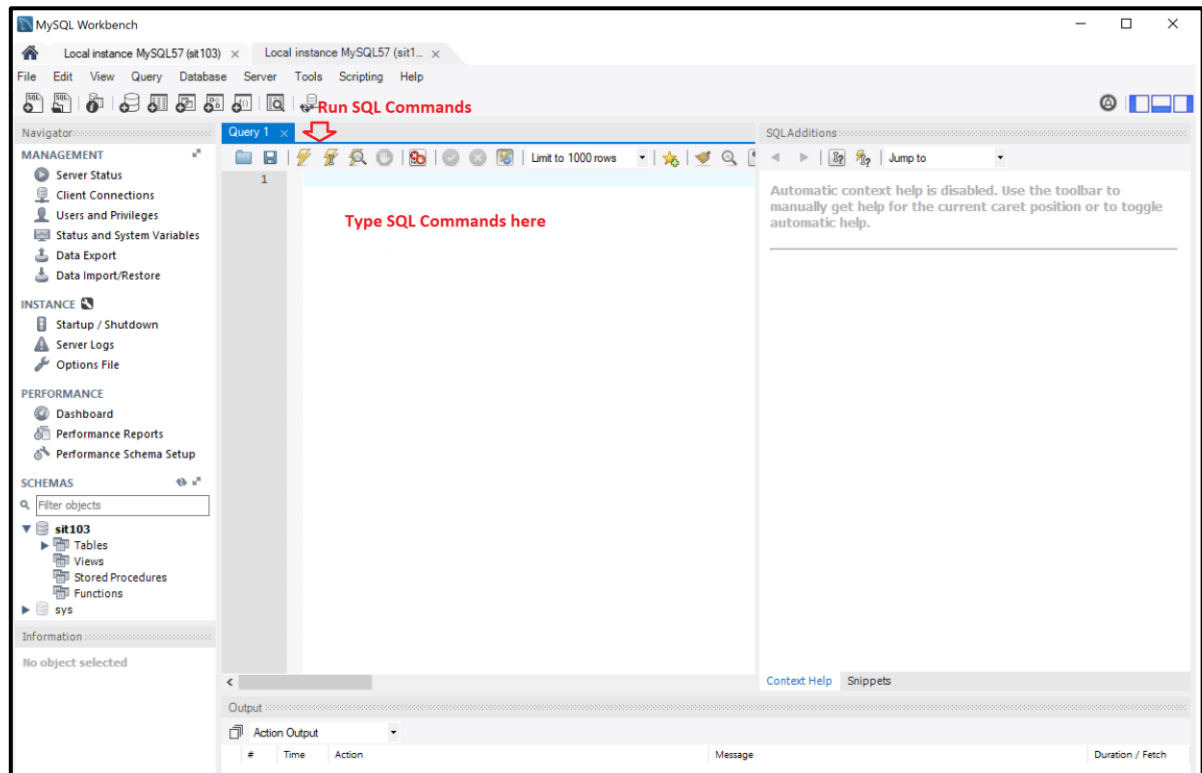 MySQL Workbench
Local instance MySQL57 (sit103) ×
Local instance MySQL57 (sit1... ×
File Edit View Query Database Server Tools Scripting Help
Run SQL Commands
Navigator
Query 1 ×
SQLAdditions
MANAGEMENT
Limit to 1000 rows
Jump to
Server Status
1
Client Connections
Automatic context help is disabled. Use the toolbar to
manually get help for the current caret position or to toggle
automatic help.
Users and Privileges
Type SQL Commands here
Status and System Variables
Data Export
Data Import/Restore
INSTANCE
Startup / Shutdown
Server Logs
Options File
PERFORMANCE
Dashboard
Performance Reports
Performance Schema Setup
SCHEMAS
Filter objects
sit103
Tables
Views
Stored Procedures
Functions
sys
Information
No object selected
Context Help Snippets
Output
Action Output
# Time Action Message Duration / Fetch